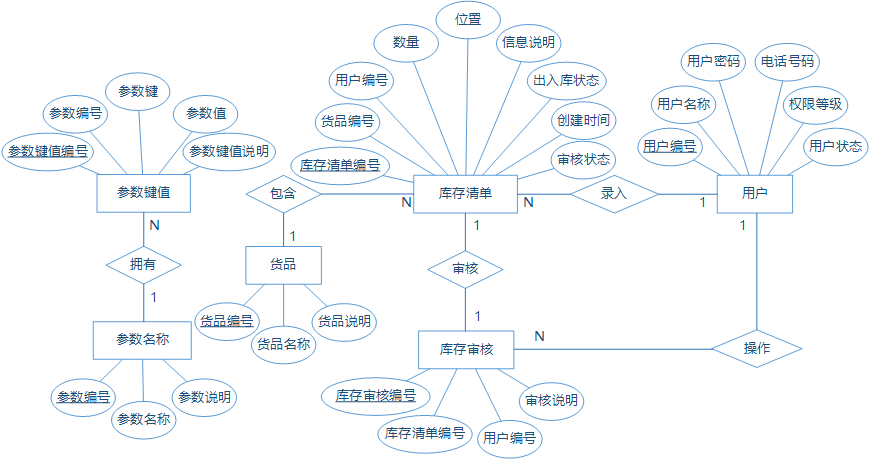 位置
数量
信息说明
用户密码
电话号码
用户编号
出入库状态
参数键
用户名称
权限等级
参数编号
参数值
货品编号
创建时间
参数键值编号
参数键值说明
库存清单编号
审核状态
用户编号
用户状态
参数键值
包含
N
库存清单
N
录入
1
用户
N
1
1
1
拥有
货品
审核
1
1
货品编号
货品说明
参数名称
货品名称
库存审核
N
操作
参数编号
参数说明
库存审核编号
审核说明
参数名称
库存清单编号
用户编号